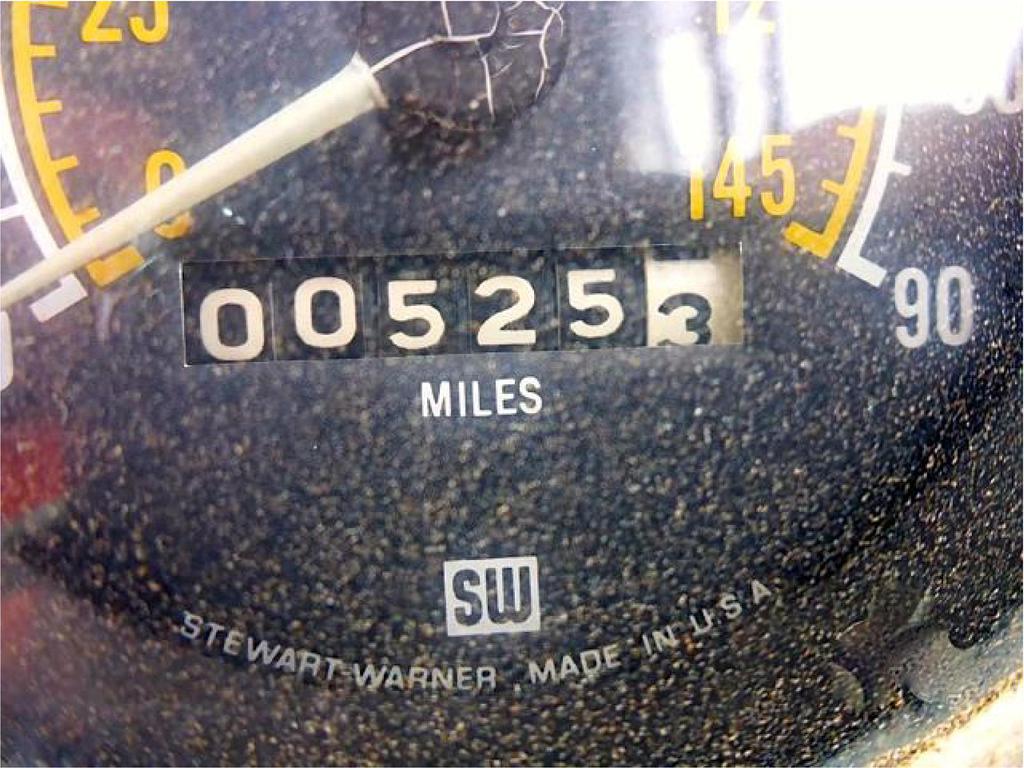 25
145
0
90
005253
MILES
SW
STEWART-WARNER MADE IN U S A